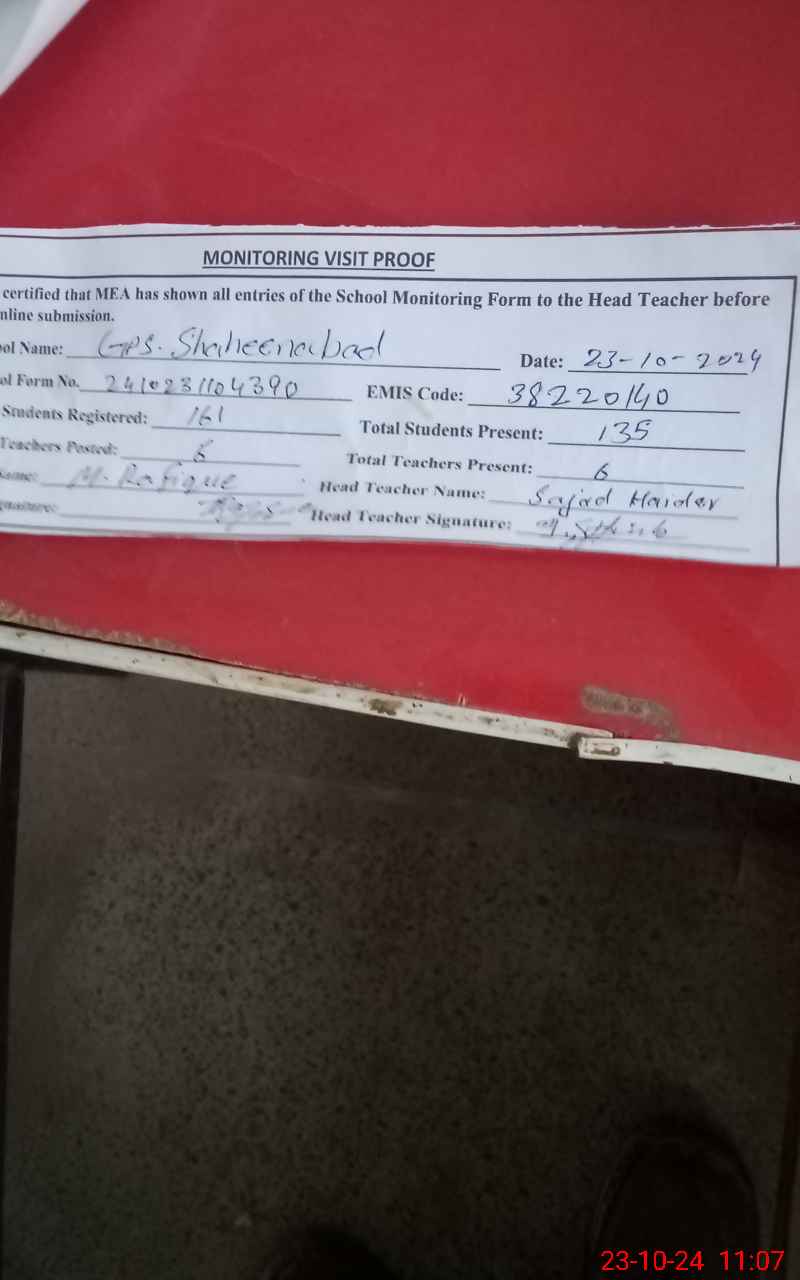 MONITORING VISIT PROOF
certified that MEA has shown all entries of the School Monitoring Form to the Head Teacher before
nline submission.
ool Name: GPS. Shaheenabad Date: 23-10-2024
ol Form No. 2410231104390 EMIS Code: 38220140
Students Registered: 161 Total Students Present: 135
Teachers Posted: 6 Total Teachers Present: 6
Name: M. Rafique Head Teacher Name: Sajad Haider
Head Teacher Signature:
23-10-24 11:07